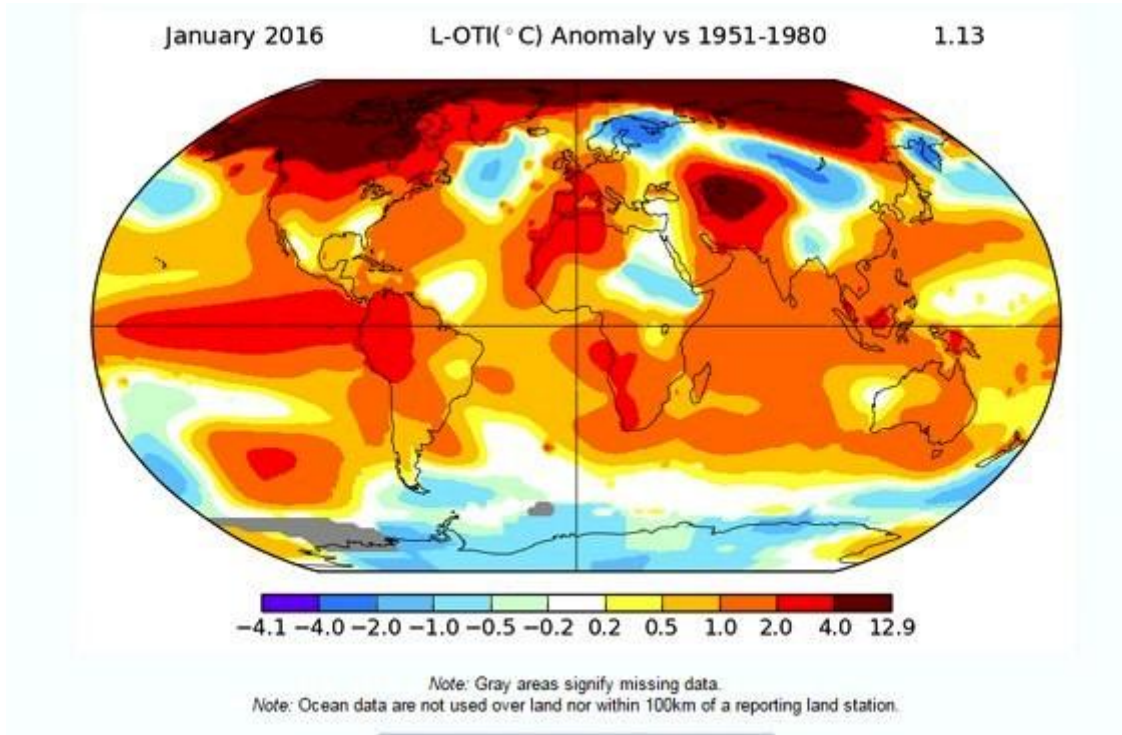 January 2016 L-OTI(°C) Anomaly vs 1951-1980 1.13
−4.1 −4.0 −2.0 −1.0 −0.5 −0.2 0.2 0.5 1.0 2.0 4.0 12.9
Note: Gray areas signify missing data.
Note: Ocean data are not used over land nor within 100km of a reporting land station.